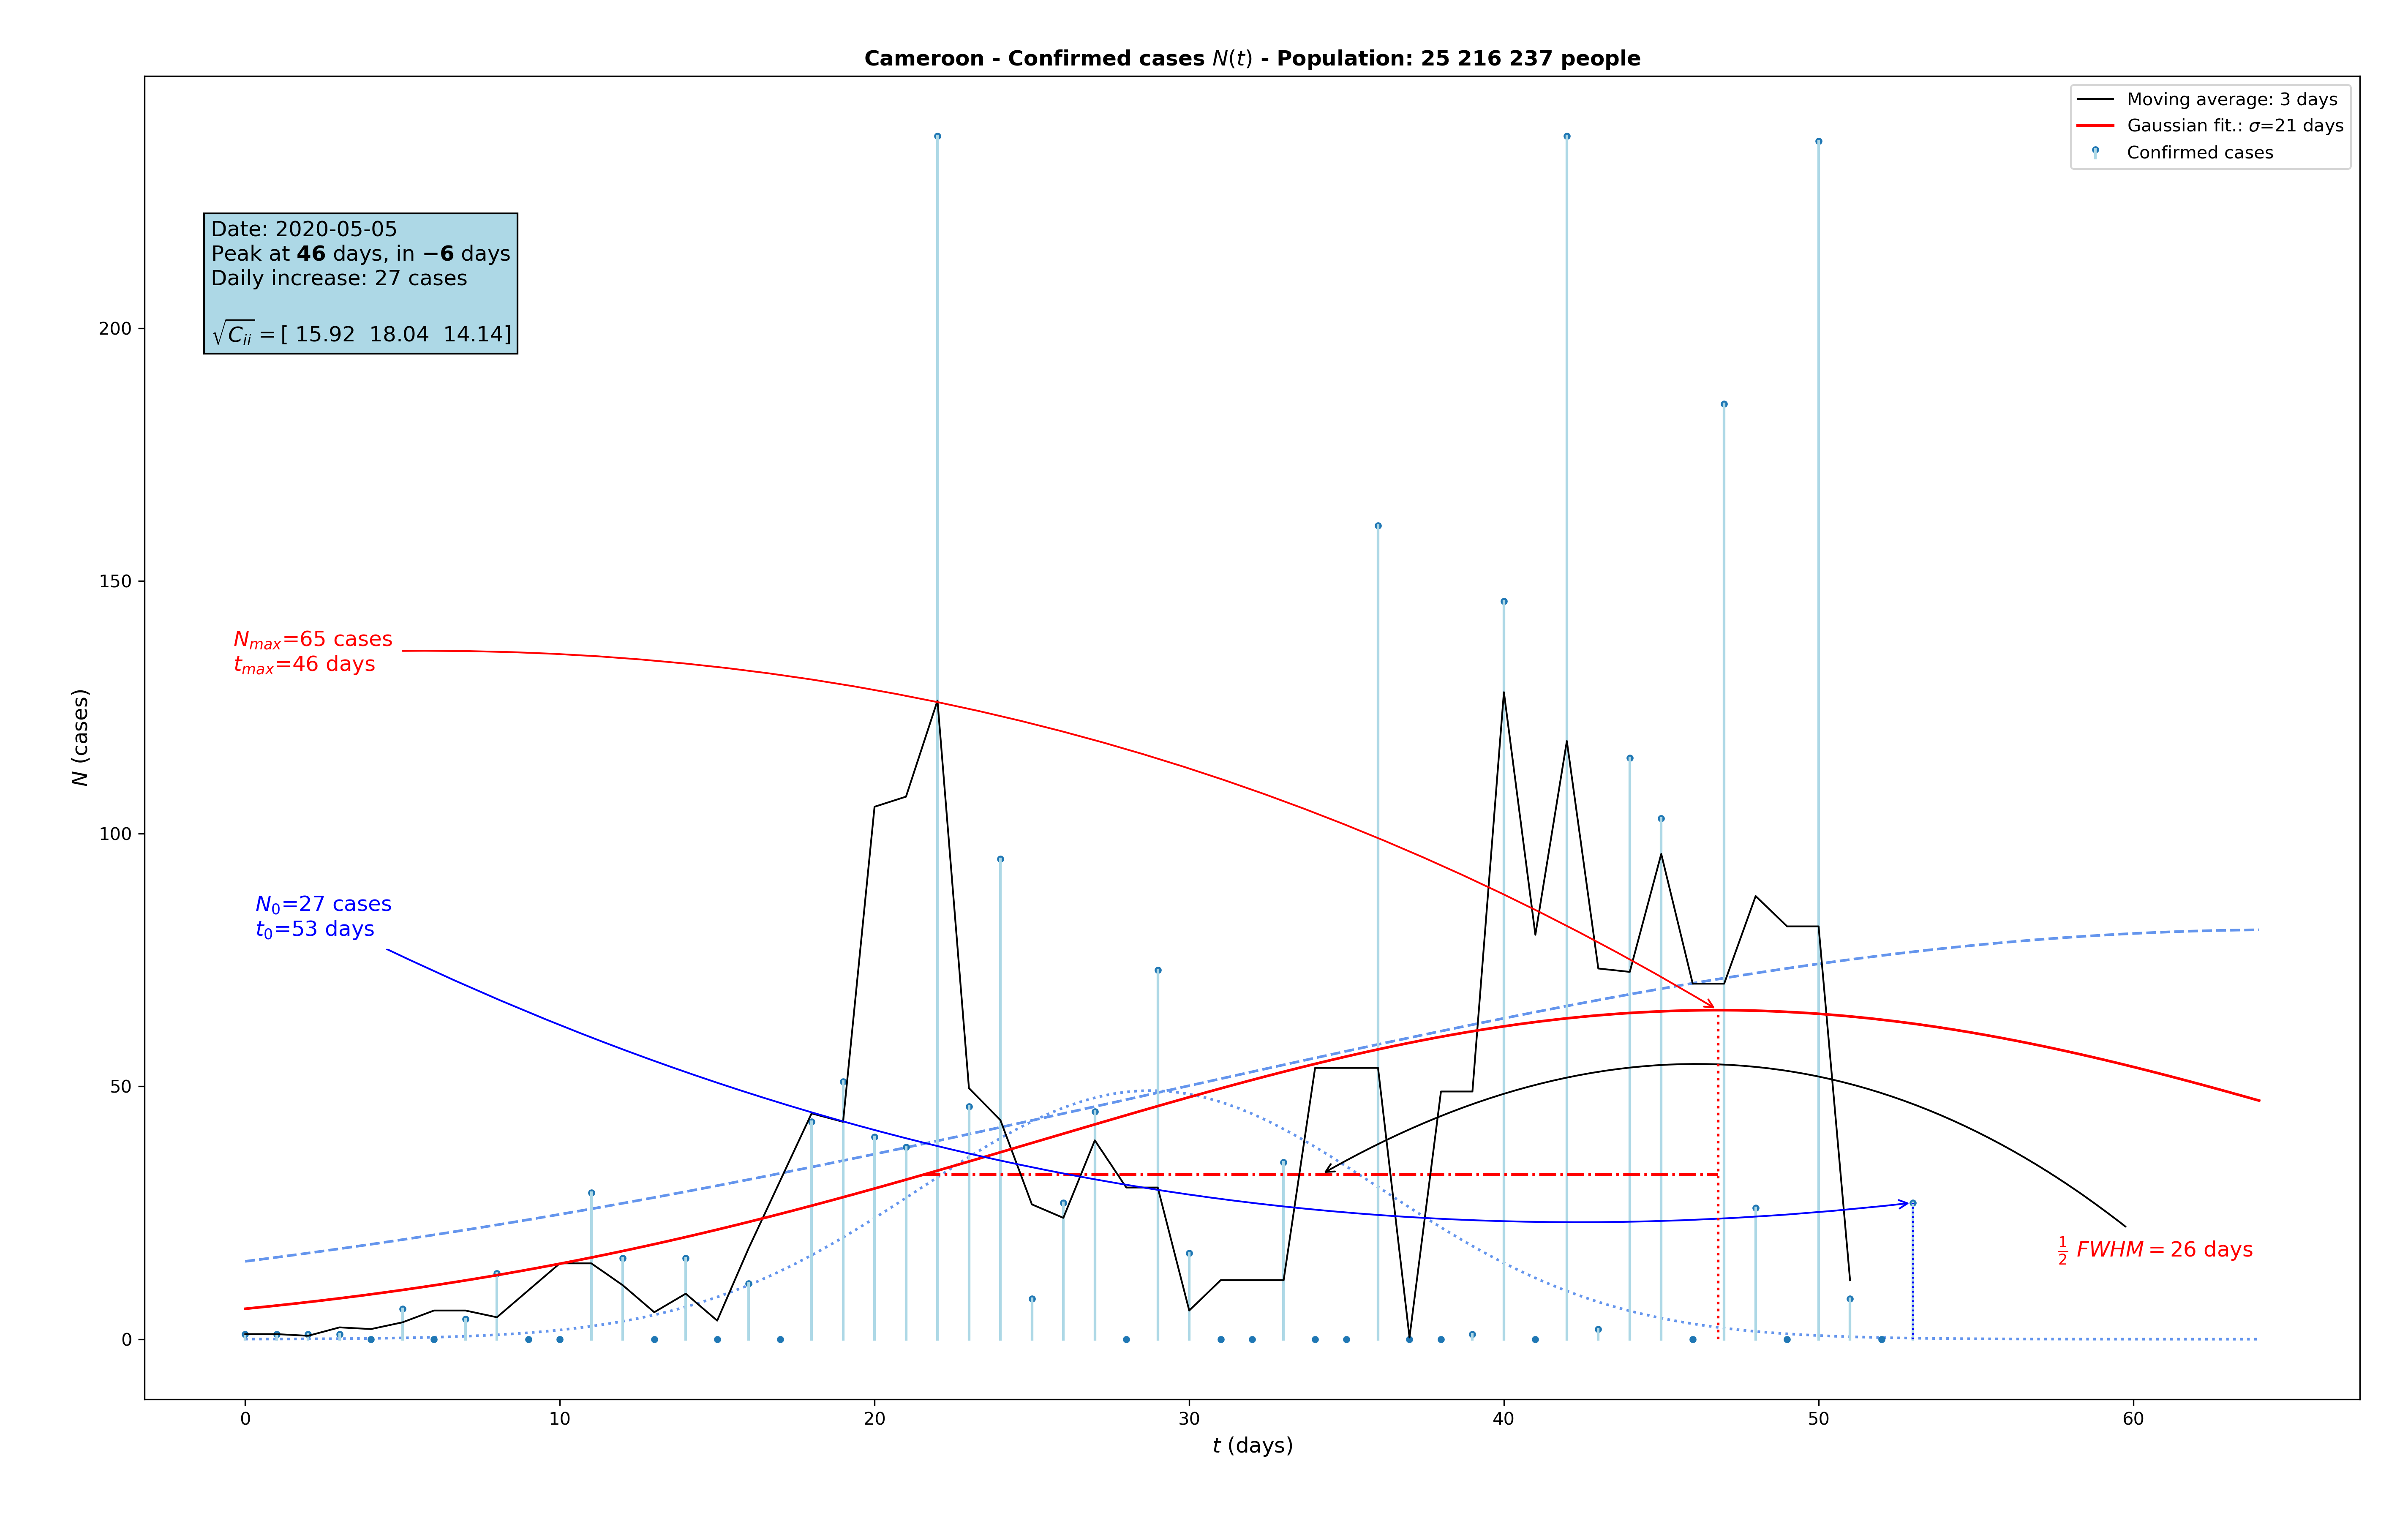 Cameroon - Confirmed cases N(t) - Population: 25 216 237 people
Moving average: 3 days
Gaussian fit.: σ=21 days
Confirmed cases
Date: 2020-05-05
Peak at 46 days, in −6 days
Daily increase: 27 cases
√C_ii = [ 15.92 18.04 14.14]
N_max=65 cases
t_max=46 days
N_0=27 cases
t_0=53 days
½ FWHM = 26 days
N (cases)
200
150
100
50
0
0 10 20 30 40 50 60
t (days)